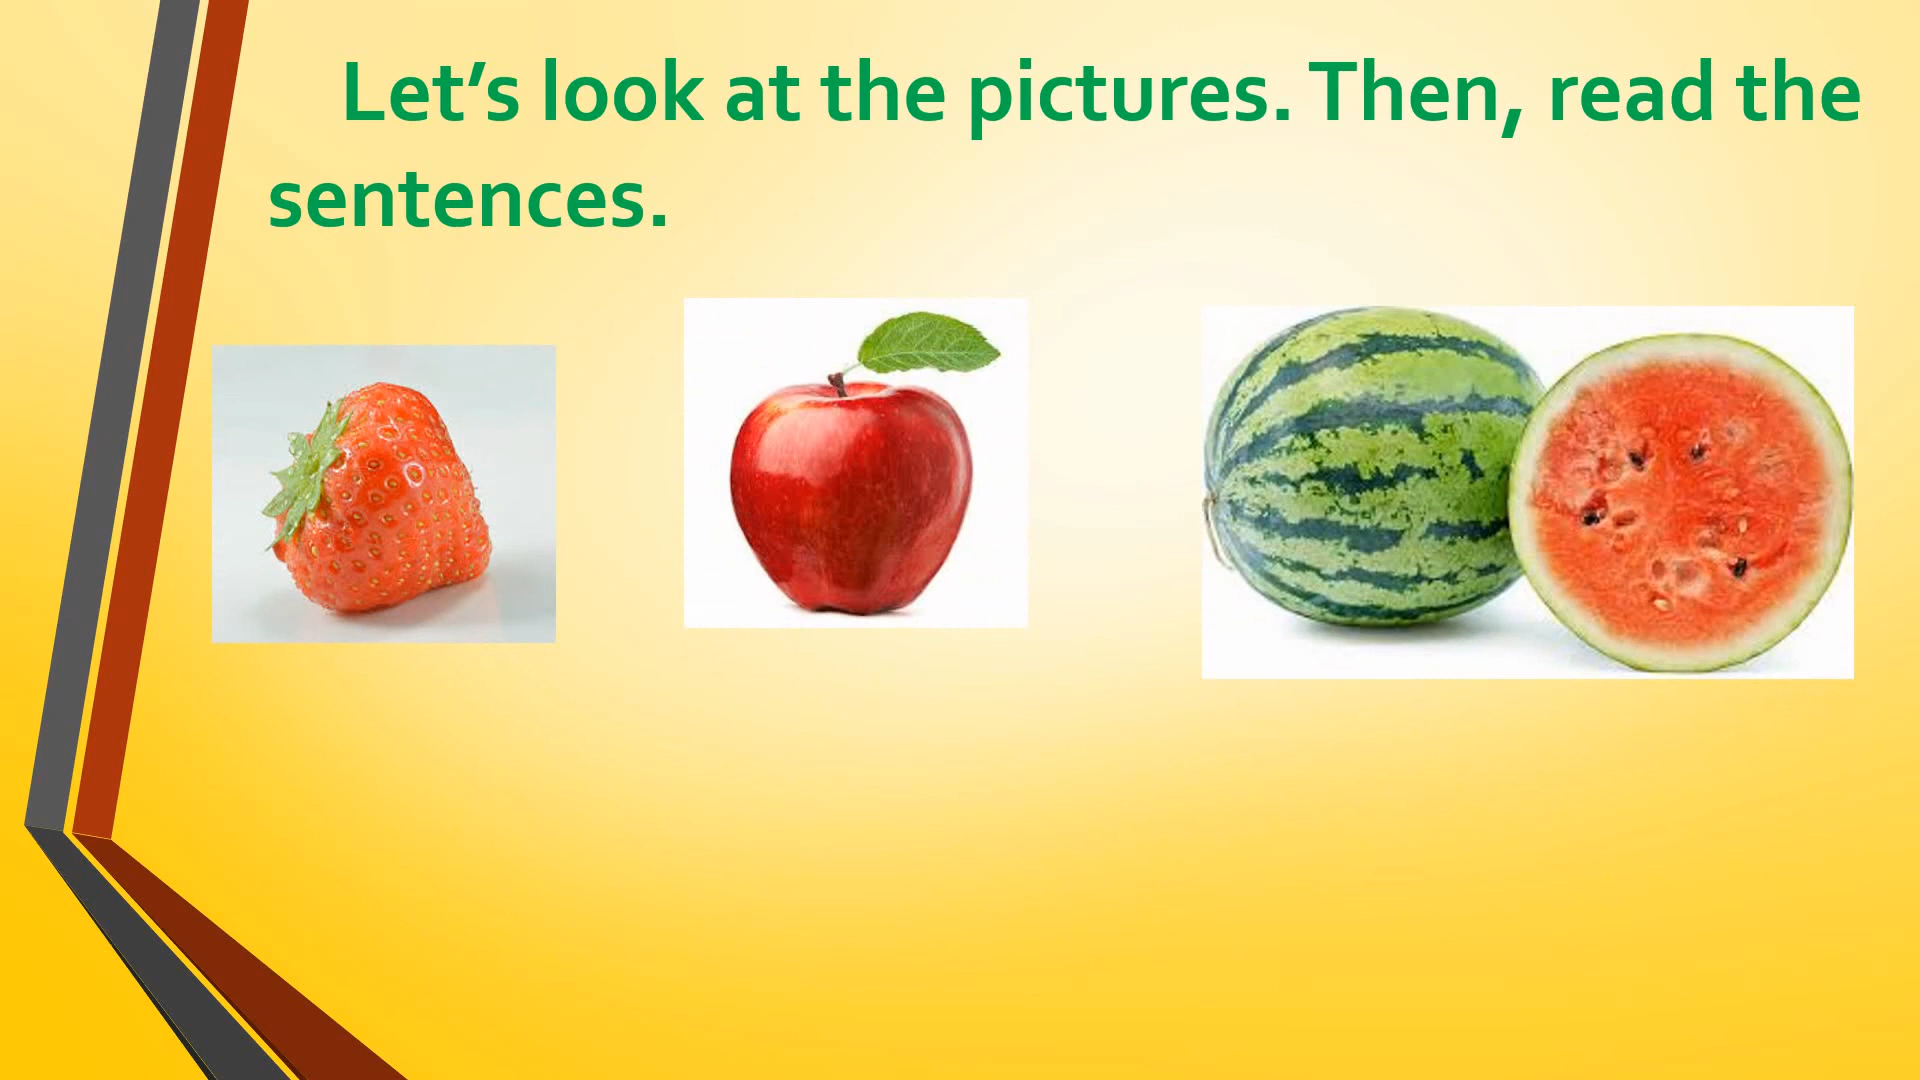 Let’s look at the pictures. Then, read the
sentences.